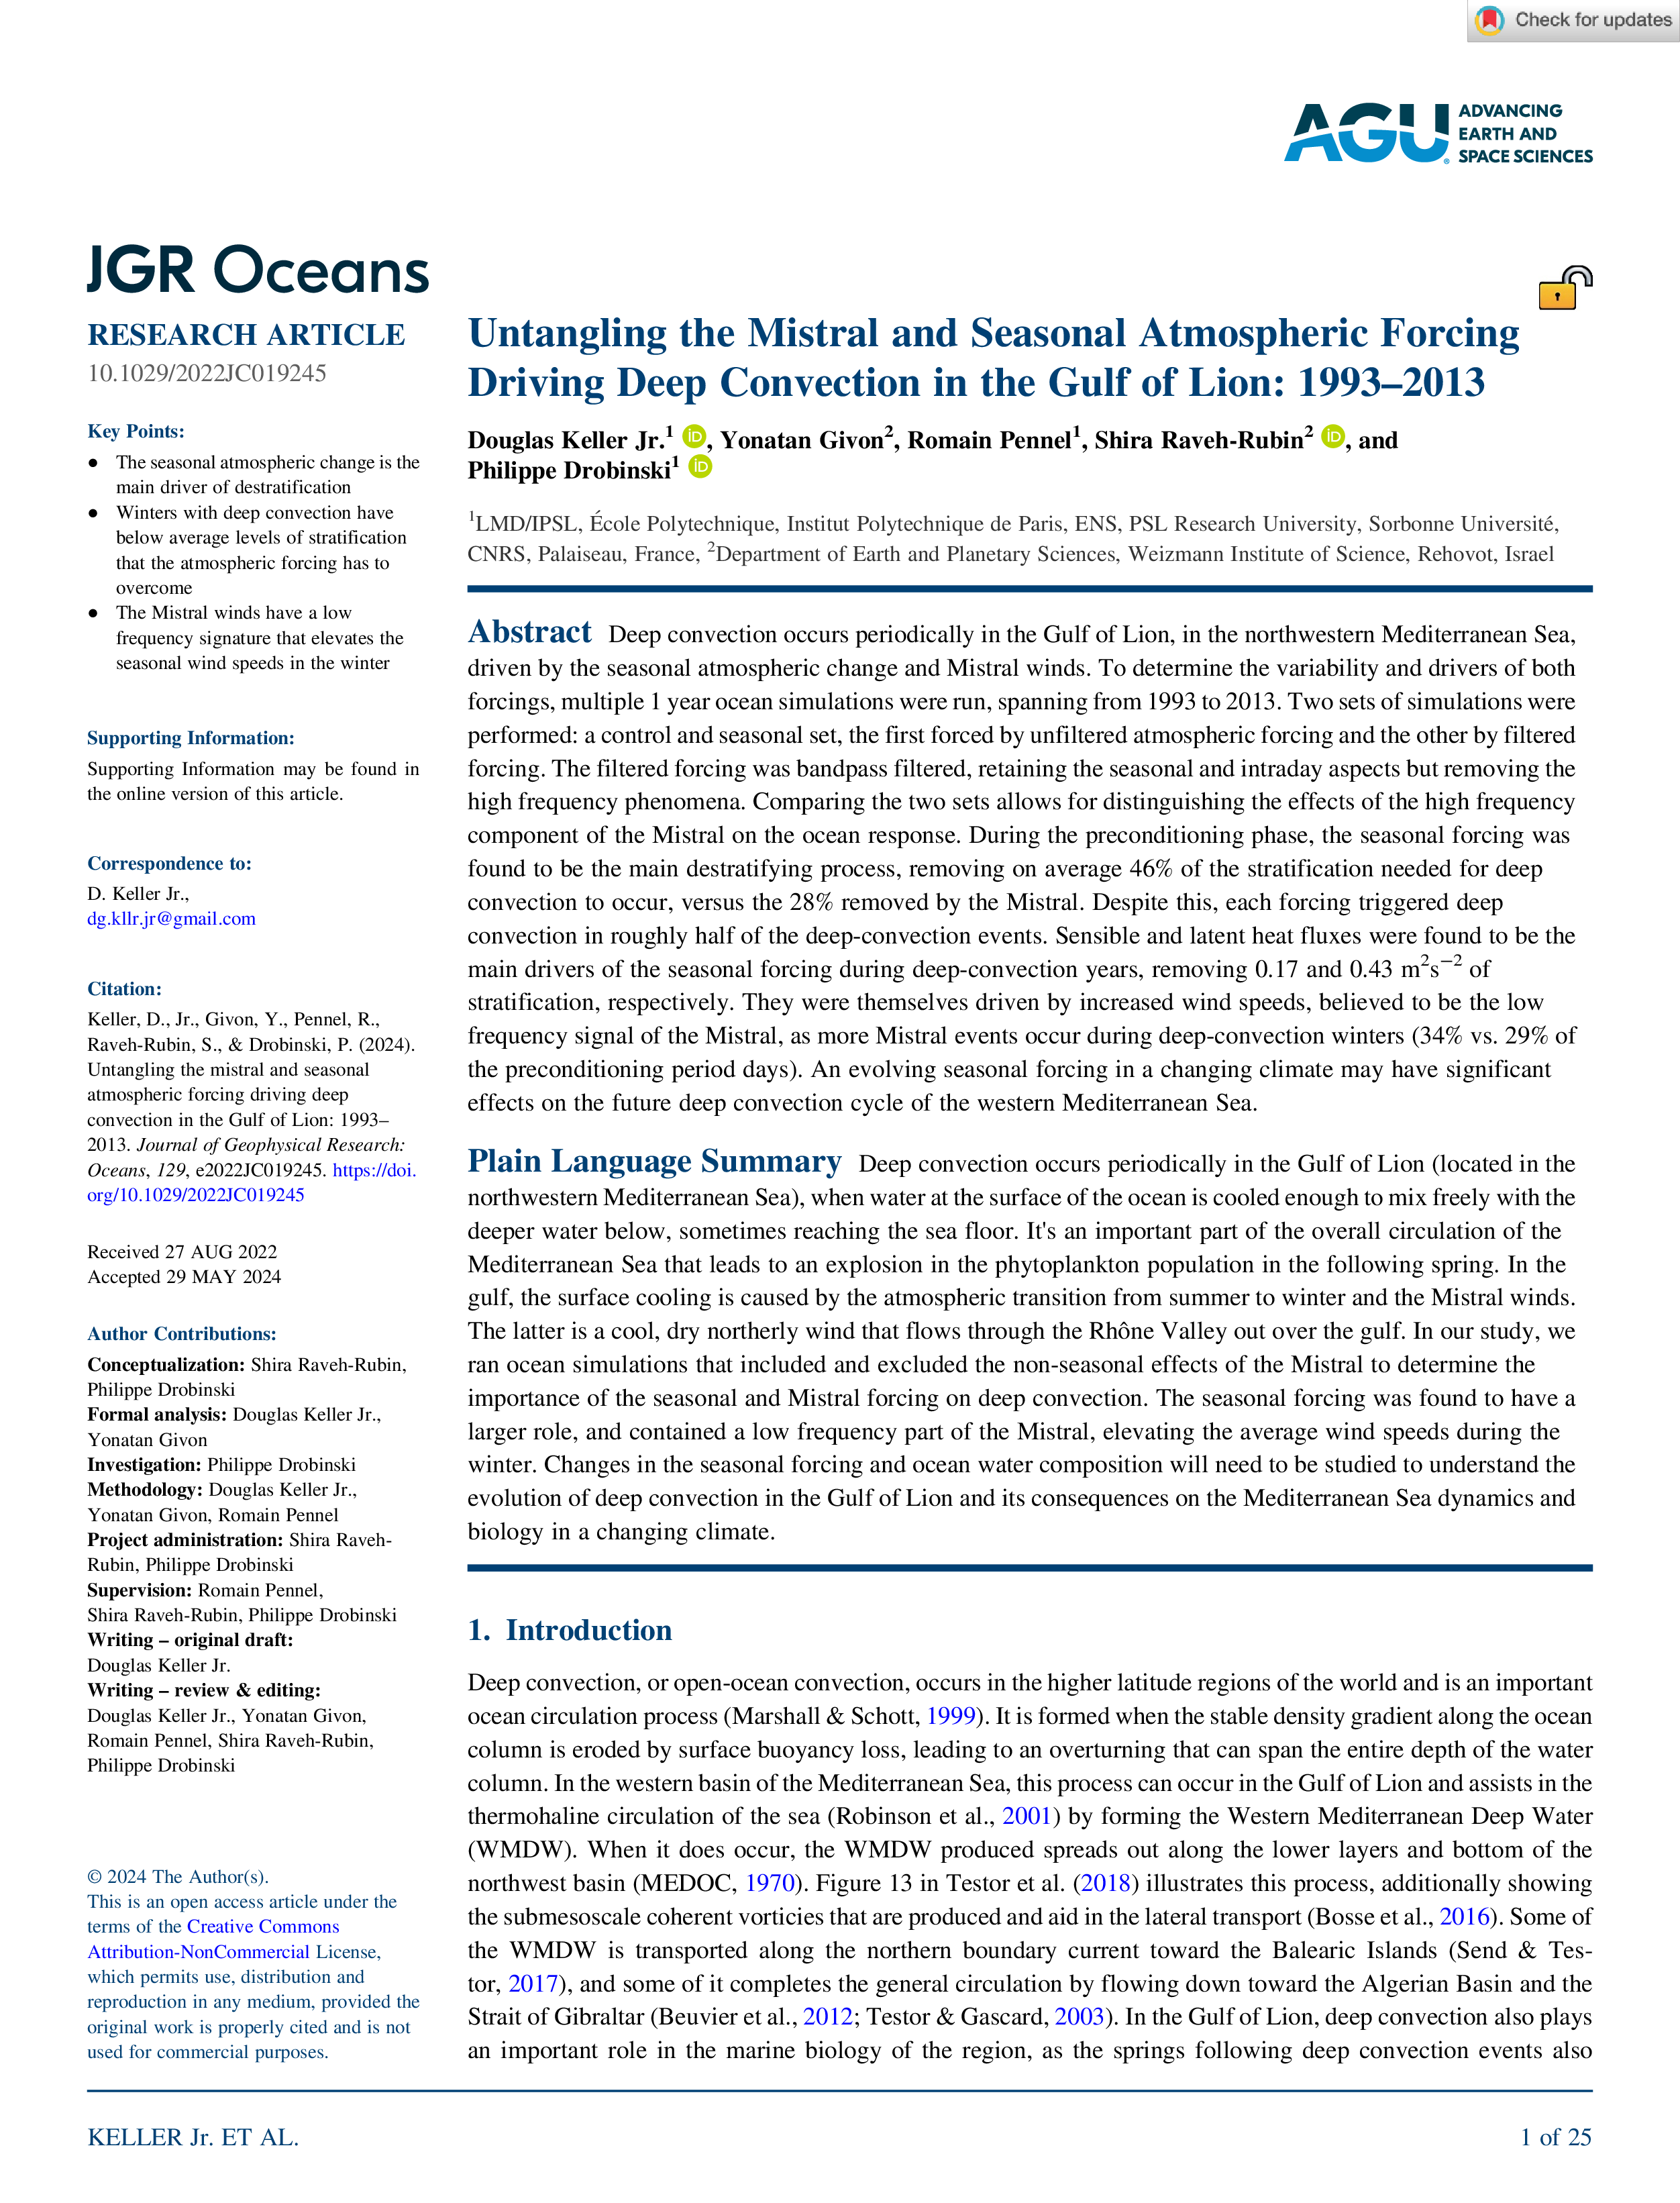 Check for updates
AGU ADVANCING
EARTH AND
SPACE SCIENCES
JGR Oceans
RESEARCH ARTICLE
10.1029/2022JC019245
Key Points:
● The seasonal atmospheric change is the
main driver of destratification
● Winters with deep convection have
below average levels of stratification
that the atmospheric forcing has to
overcome
● The Mistral winds have a low
frequency signature that elevates the
seasonal wind speeds in the winter
Supporting Information:
Supporting Information may be found in
the online version of this article.
Correspondence to:
D. Keller Jr.,
dg.kllr.jr@gmail.com
Citation:
Keller, D., Jr., Givon, Y., Pennel, R.,
Raveh-Rubin, S., & Drobinski, P. (2024).
Untangling the mistral and seasonal
atmospheric forcing driving deep
convection in the Gulf of Lion: 1993–
2013. Journal of Geophysical Research:
Oceans, 129, e2022JC019245. https://doi.
org/10.1029/2022JC019245
Received 27 AUG 2022
Accepted 29 MAY 2024
Author Contributions:
Conceptualization: Shira Raveh-Rubin,
Philippe Drobinski
Formal analysis: Douglas Keller Jr.,
Yonatan Givon
Investigation: Philippe Drobinski
Methodology: Douglas Keller Jr.,
Yonatan Givon, Romain Pennel
Project administration: Shira Raveh-
Rubin, Philippe Drobinski
Supervision: Romain Pennel,
Shira Raveh-Rubin, Philippe Drobinski
Writing – original draft:
Douglas Keller Jr.
Writing – review & editing:
Douglas Keller Jr., Yonatan Givon,
Romain Pennel, Shira Raveh-Rubin,
Philippe Drobinski
© 2024 The Author(s).
This is an open access article under the
terms of the Creative Commons
Attribution-NonCommercial License,
which permits use, distribution and
reproduction in any medium, provided the
original work is properly cited and is not
used for commercial purposes.
Untangling the Mistral and Seasonal Atmospheric Forcing
Driving Deep Convection in the Gulf of Lion: 1993–2013
Douglas Keller Jr.¹ iD, Yonatan Givon², Romain Pennel¹, Shira Raveh-Rubin² iD, and
Philippe Drobinski¹ iD
¹LMD/IPSL, École Polytechnique, Institut Polytechnique de Paris, ENS, PSL Research University, Sorbonne Université,
CNRS, Palaiseau, France, ²Department of Earth and Planetary Sciences, Weizmann Institute of Science, Rehovot, Israel
Abstract Deep convection occurs periodically in the Gulf of Lion, in the northwestern Mediterranean Sea,
driven by the seasonal atmospheric change and Mistral winds. To determine the variability and drivers of both
forcings, multiple 1 year ocean simulations were run, spanning from 1993 to 2013. Two sets of simulations were
performed: a control and seasonal set, the first forced by unfiltered atmospheric forcing and the other by filtered
forcing. The filtered forcing was bandpass filtered, retaining the seasonal and intraday aspects but removing the
high frequency phenomena. Comparing the two sets allows for distinguishing the effects of the high frequency
component of the Mistral on the ocean response. During the preconditioning phase, the seasonal forcing was
found to be the main destratifying process, removing on average 46% of the stratification needed for deep
convection to occur, versus the 28% removed by the Mistral. Despite this, each forcing triggered deep
convection in roughly half of the deep-convection events. Sensible and latent heat fluxes were found to be the
main drivers of the seasonal forcing during deep-convection years, removing 0.17 and 0.43 m²s⁻² of
stratification, respectively. They were themselves driven by increased wind speeds, believed to be the low
frequency signal of the Mistral, as more Mistral events occur during deep-convection winters (34% vs. 29% of
the preconditioning period days). An evolving seasonal forcing in a changing climate may have significant
effects on the future deep convection cycle of the western Mediterranean Sea.
Plain Language Summary Deep convection occurs periodically in the Gulf of Lion (located in the
northwestern Mediterranean Sea), when water at the surface of the ocean is cooled enough to mix freely with the
deeper water below, sometimes reaching the sea floor. It's an important part of the overall circulation of the
Mediterranean Sea that leads to an explosion in the phytoplankton population in the following spring. In the
gulf, the surface cooling is caused by the atmospheric transition from summer to winter and the Mistral winds.
The latter is a cool, dry northerly wind that flows through the Rhône Valley out over the gulf. In our study, we
ran ocean simulations that included and excluded the non-seasonal effects of the Mistral to determine the
importance of the seasonal and Mistral forcing on deep convection. The seasonal forcing was found to have a
larger role, and contained a low frequency part of the Mistral, elevating the average wind speeds during the
winter. Changes in the seasonal forcing and ocean water composition will need to be studied to understand the
evolution of deep convection in the Gulf of Lion and its consequences on the Mediterranean Sea dynamics and
biology in a changing climate.
1. Introduction
Deep convection, or open-ocean convection, occurs in the higher latitude regions of the world and is an important
ocean circulation process (Marshall & Schott, 1999). It is formed when the stable density gradient along the ocean
column is eroded by surface buoyancy loss, leading to an overturning that can span the entire depth of the water
column. In the western basin of the Mediterranean Sea, this process can occur in the Gulf of Lion and assists in the
thermohaline circulation of the sea (Robinson et al., 2001) by forming the Western Mediterranean Deep Water
(WMDW). When it does occur, the WMDW produced spreads out along the lower layers and bottom of the
northwest basin (MEDOC, 1970). Figure 13 in Testor et al. (2018) illustrates this process, additionally showing
the submesoscale coherent vorticies that are produced and aid in the lateral transport (Bosse et al., 2016). Some of
the WMDW is transported along the northern boundary current toward the Balearic Islands (Send & Tes-
tor, 2017), and some of it completes the general circulation by flowing down toward the Algerian Basin and the
Strait of Gibraltar (Beuvier et al., 2012; Testor & Gascard, 2003). In the Gulf of Lion, deep convection also plays
an important role in the marine biology of the region, as the springs following deep convection events also
KELLER Jr. ET AL.
1 of 25